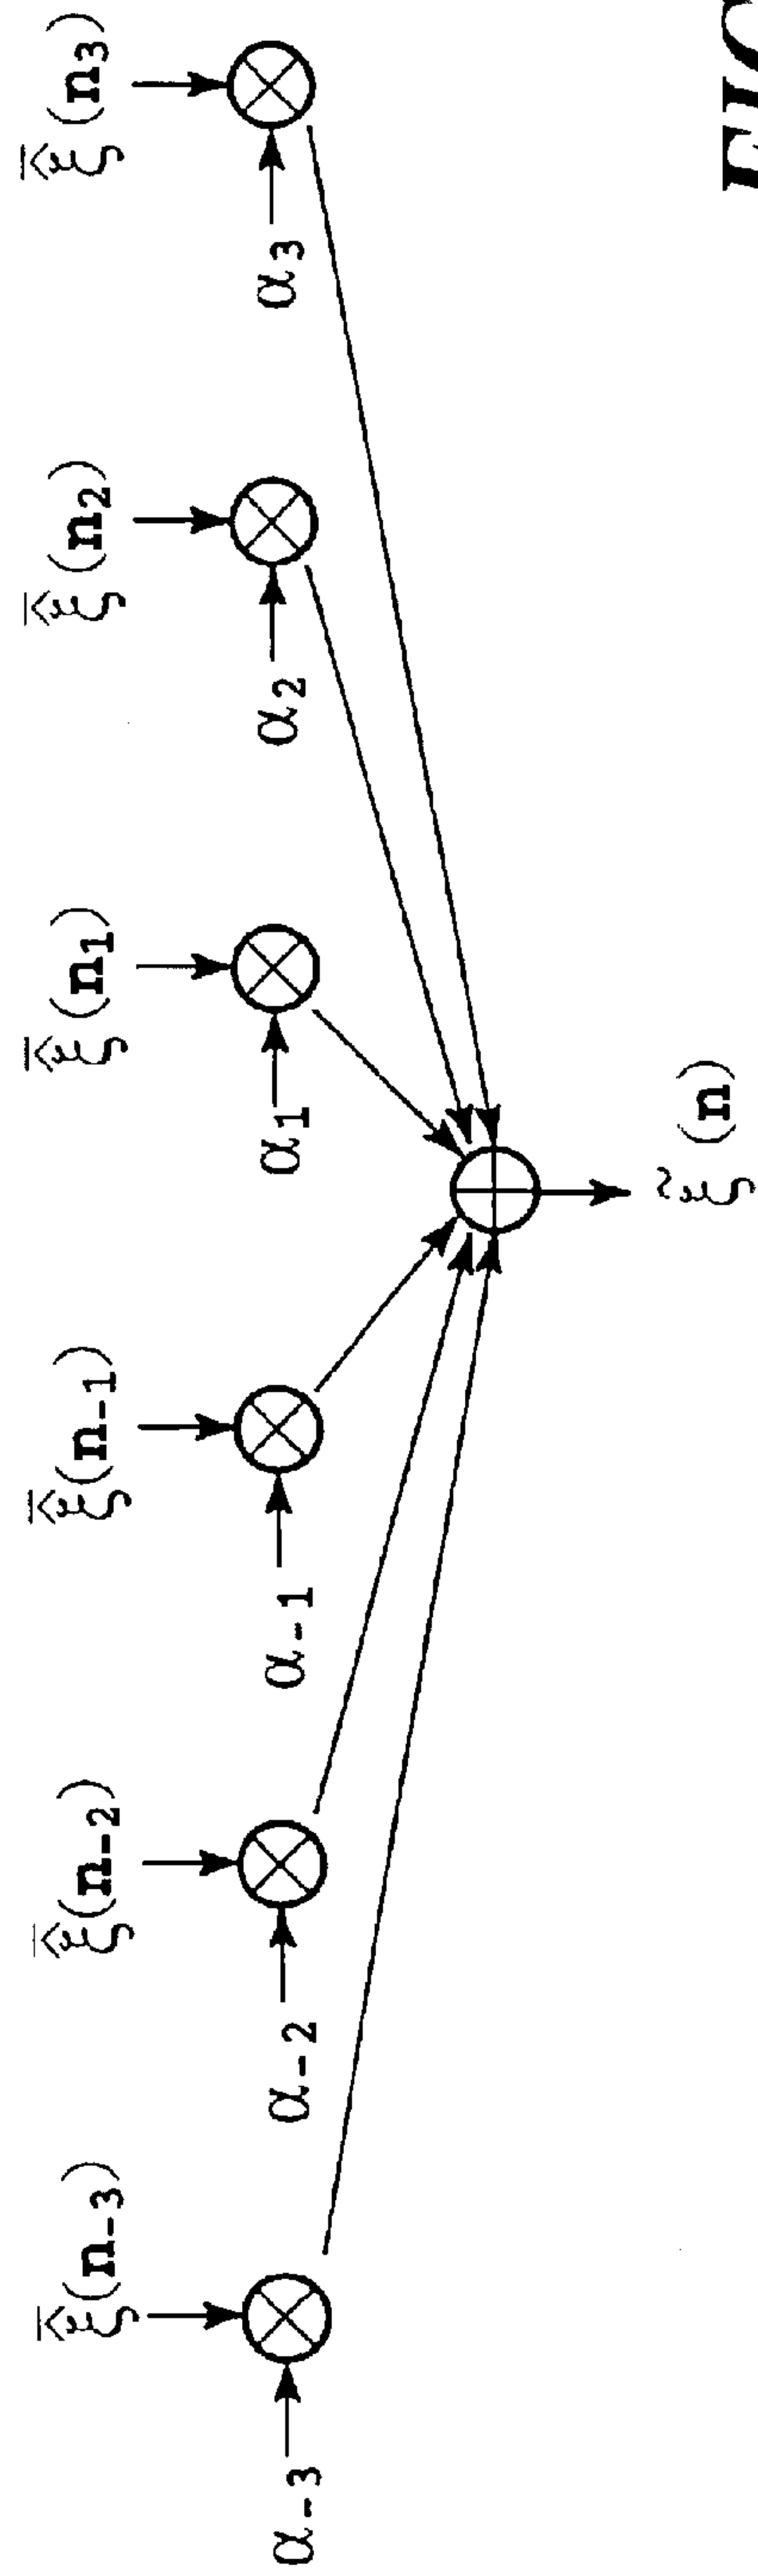 ξ̂̅(n₋₃) ξ̂̅(n₋₂) ξ̂̅(n₋₁) ξ̂̅(n₁) ξ̂̅(n₂) ξ̂̅(n₃)
α₋₃ α₋₂ α₋₁ α₁ α₂ α₃
ξ̃(n)